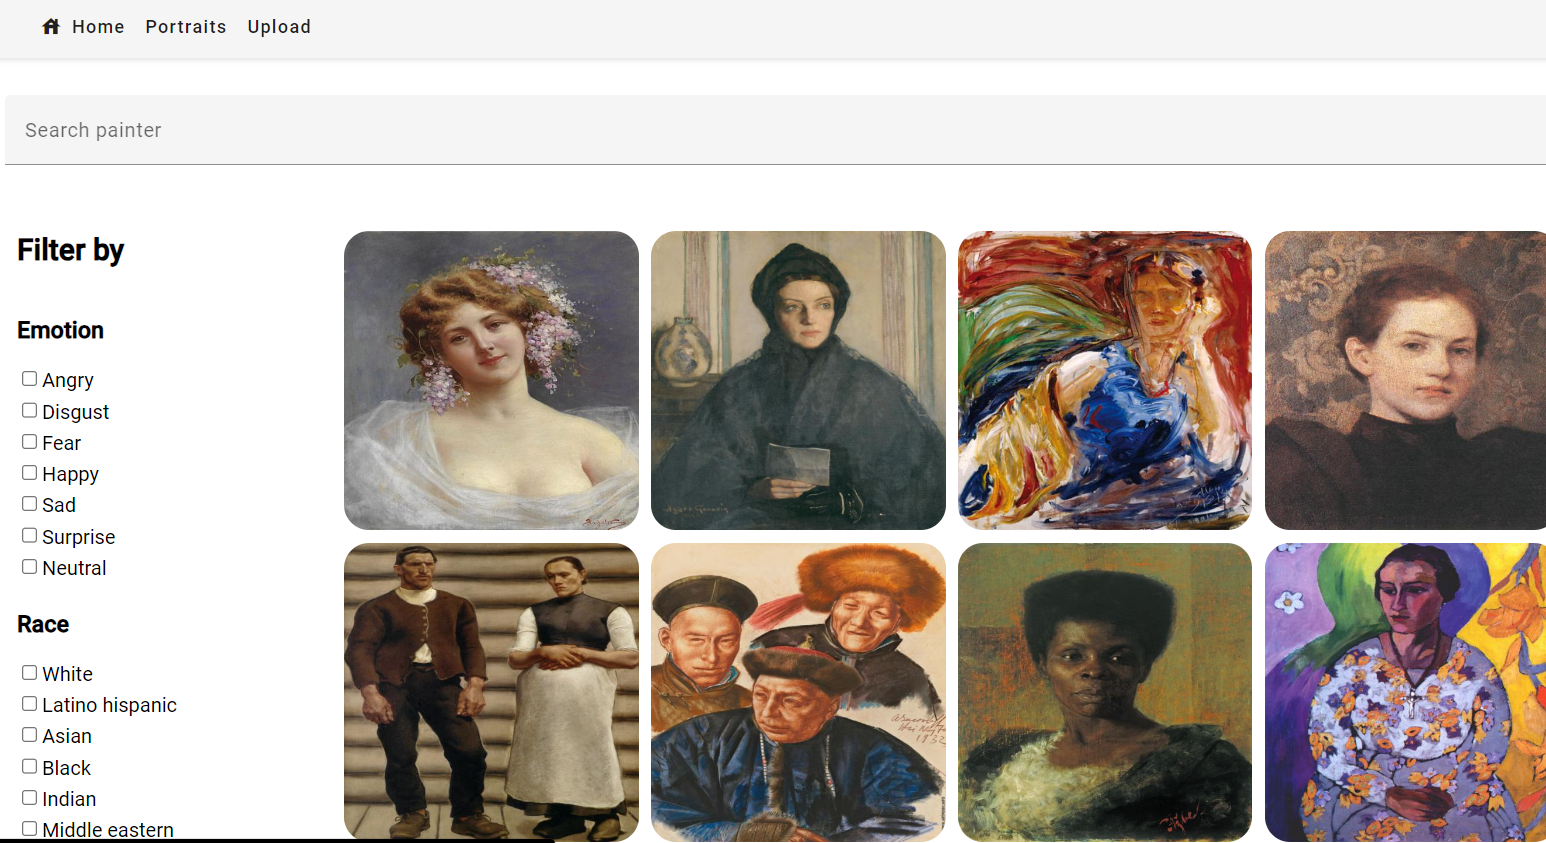 Home Portraits Upload
Search painter
Filter by
Emotion
Angry
Disgust
Fear
Happy
Sad
Surprise
Neutral
Race
White
Latino hispanic
Asian
Black
Indian
Middle eastern
1932